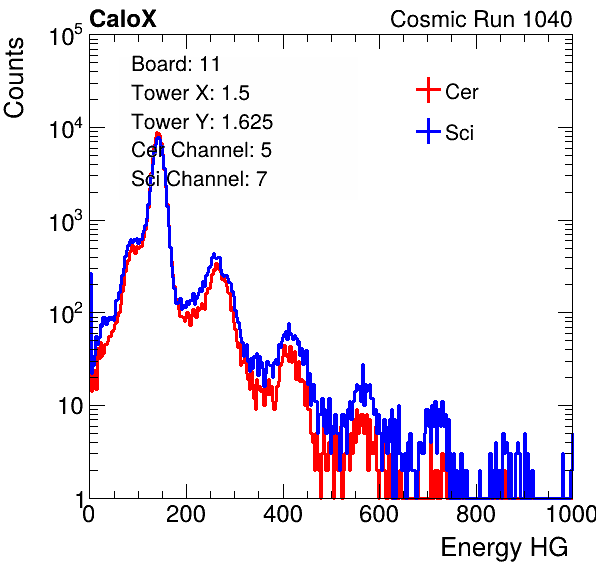 CaloX Cosmic Run 1040
Counts
10^5
10^4
10^3
10^2
10
1
Board: 11
Tower X: 1.5
Tower Y: 1.625
Cer Channel: 5
Sci Channel: 7
Cer
Sci
0 200 400 600 800 1000
Energy HG